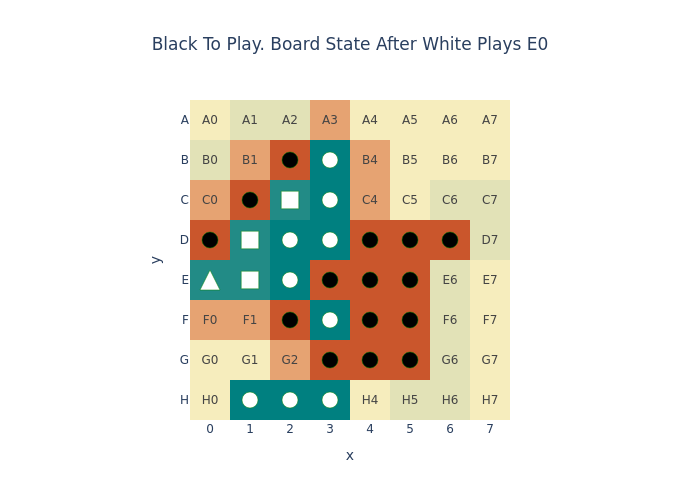 Black To Play. Board State After White Plays E0
A A0 A1 A2 A3 A4 A5 A6 A7
B B0 B1 B4 B5 B6 B7
C C0 C4 C5 C6 C7
D D7
E E6 E7
F F0 F1 F6 F7
G G0 G1 G2 G6 G7
H H0 H4 H5 H6 H7
0 1 2 3 4 5 6 7
x
y